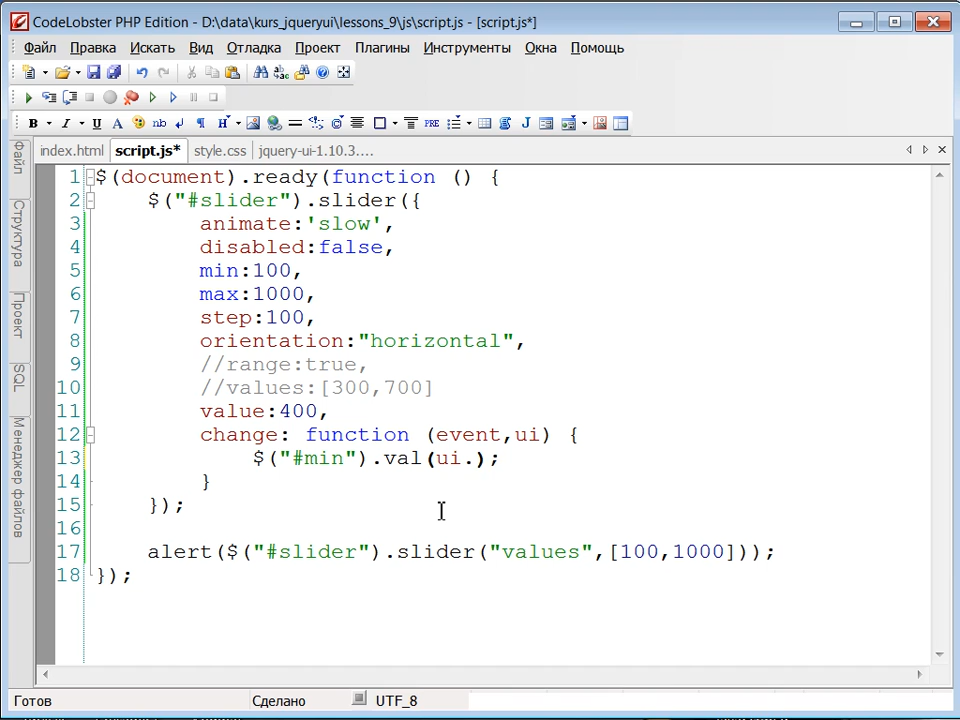 CodeLobster PHP Edition - D:\data\kurs_jqueryui\lessons_9\js\script.js - [script.js*]
Файл Правка Искать Вид Отладка Проект Плагины Инструменты Окна Помощь
B I U A nb H PRE J
index.html script.js* style.css jquery-ui-1.10.3....
Файл
Структура
Проект
SQL
Менеджер файлов
1 $(document).ready(function () {
2 $("#slider").slider({
3 animate:'slow',
4 disabled:false,
5 min:100,
6 max:1000,
7 step:100,
8 orientation:"horizontal",
9 //range:true,
10 //values:[300,700]
11 value:400,
12 change: function (event,ui) {
13 $("#min").val(ui.);
14 }
15 });
16
17 alert($("#slider").slider("values",[100,1000]));
18 });
Готов Сделано UTF_8